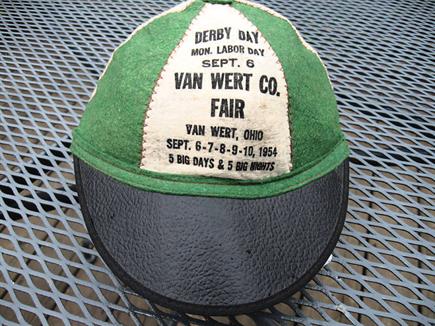 DERBY DAY
MON. LABOR DAY
SEPT. 6
VAN WERT CO.
FAIR
VAN WERT, OHIO
SEPT. 6-7-8-9-10, 1954
5 BIG DAYS & 5 BIG NIGHTS